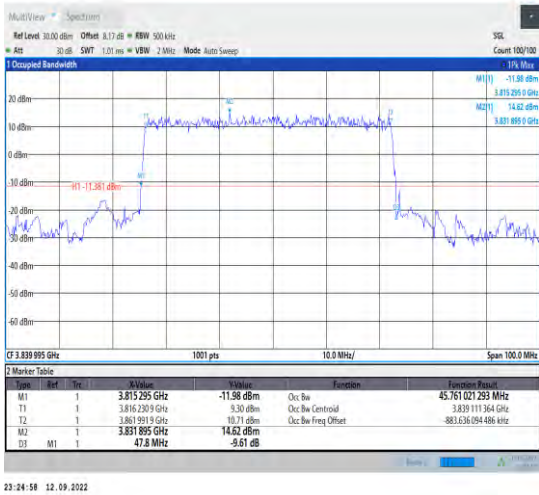 MultiView Spectrum
Ref Level 30.00 dBm Offset 8.17 dB RBW 500 kHz SGL
Att 30 dB SWT 1.01 ms VBW 2 MHz Mode Auto Sweep Count 100/100
1 Occupied Bandwidth 1Pk Max
M1[1] -11.98 dBm
3.815 295 0 GHz
M2[1] 14.62 dBm
3.831 895 0 GHz
20 dBm
M2
T1
10 dBm
0 dBm
M1
-10 dBm
H1 -11.381 dBm
-20 dBm
-30 dBm
-40 dBm
-50 dBm
-60 dBm
CF 3.839 995 GHz 1001 pts 10.0 MHz/ Span 100.0 MHz
2 Marker Table
Type Ref Trc X-Value Y-Value Function Function Result
M1 1 3.815 295 GHz -11.98 dBm Occ Bw 45.761 021 293 MHz
T1 1 3.816 230 9 GHz 9.30 dBm Occ Bw Centroid 3.839 111 364 GHz
T2 1 3.861 991 9 GHz 10.71 dBm Occ Bw Freq Offset -883.636 094 486 kHz
M2 1 3.831 895 GHz 14.62 dBm
D3 M1 1 47.8 MHz -9.61 dB
23:24:58 12.09.2022